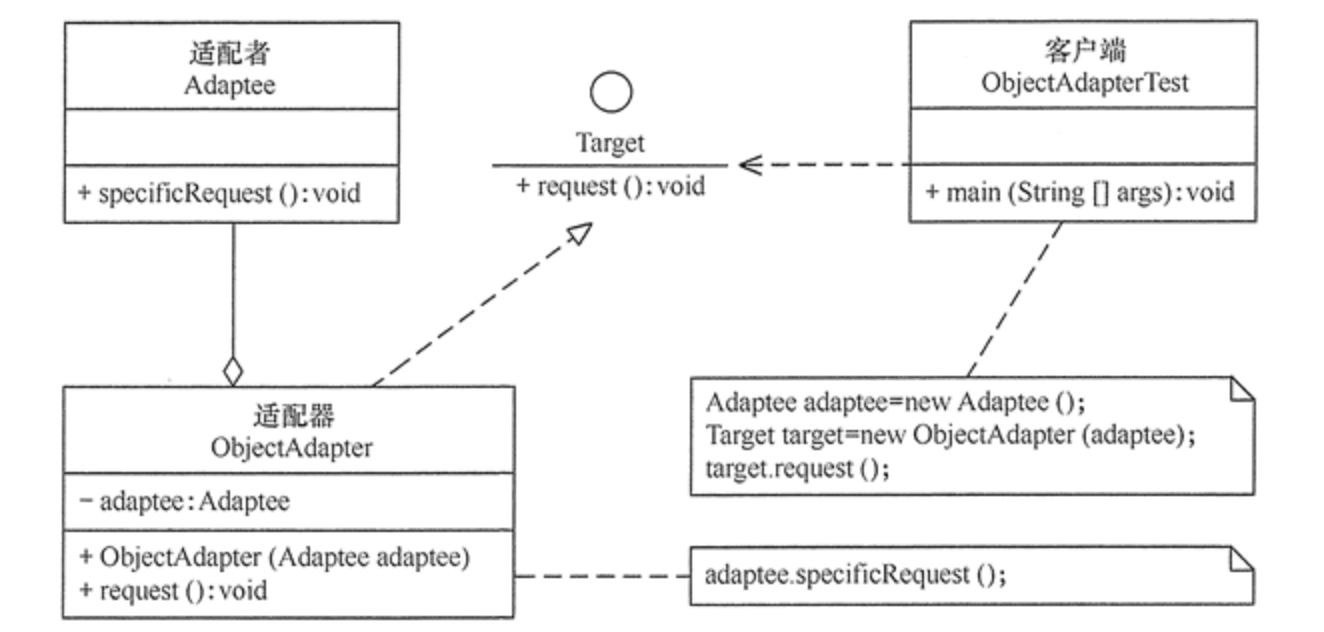 适配者
Adaptee
+ specificRequest ():void
Target
+ request ():void
客户端
ObjectAdapterTest
+ main (String [] args):void
适配器
ObjectAdapter
− adaptee:Adaptee
+ ObjectAdapter (Adaptee adaptee)
+ request ():void
Adaptee adaptee=new Adaptee ();
Target target=new ObjectAdapter (adaptee);
target.request ();
adaptee.specificRequest ();